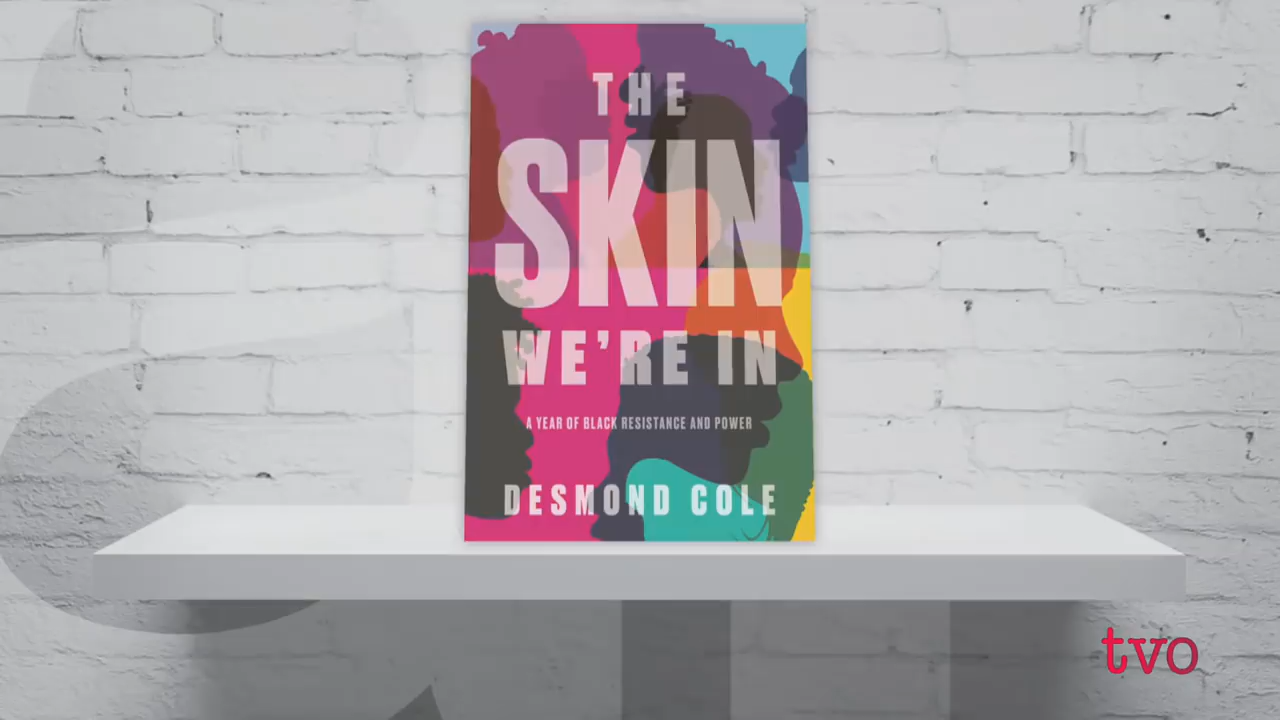 THE
SKIN
WE'RE IN
A YEAR OF BLACK RESISTANCE AND POWER
DESMOND COLE
tvo